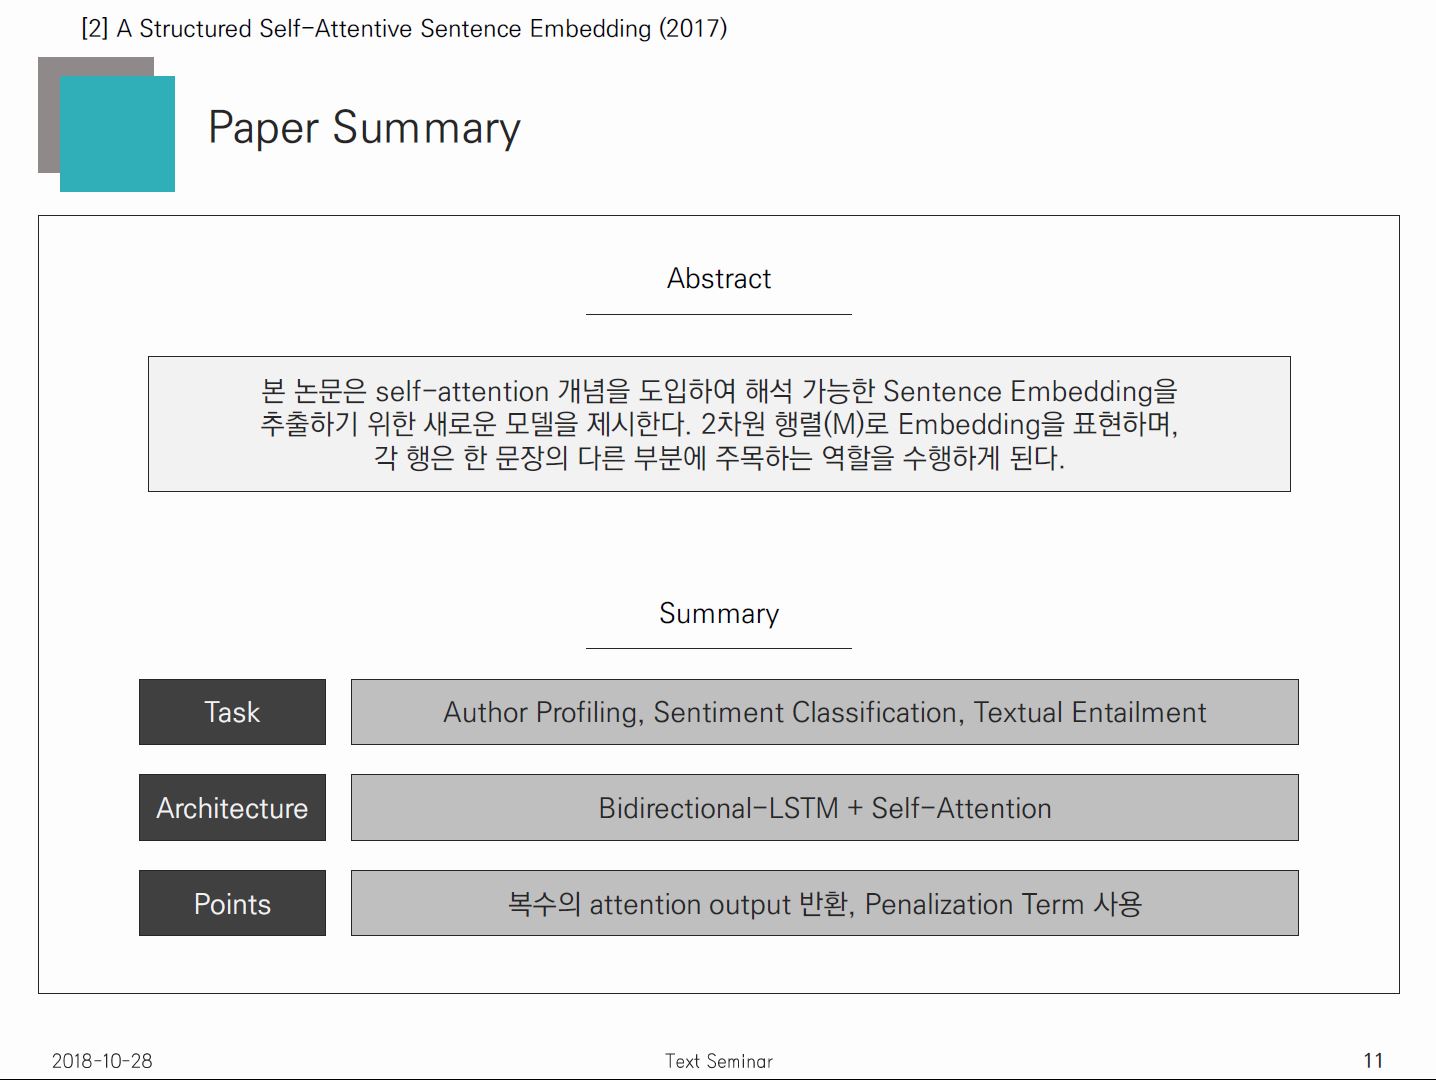 [2] A Structured Self-Attentive Sentence Embedding (2017)
Paper Summary
Abstract
본 논문은 self-attention 개념을 도입하여 해석 가능한 Sentence Embedding을
추출하기 위한 새로운 모델을 제시한다. 2차원 행렬(M)로 Embedding을 표현하며,
각 행은 한 문장의 다른 부분에 주목하는 역할을 수행하게 된다.
Summary
Task
Author Profiling, Sentiment Classification, Textual Entailment
Architecture
Bidirectional-LSTM + Self-Attention
Points
복수의 attention output 반환, Penalization Term 사용
2018-10-28
Text Seminar
11